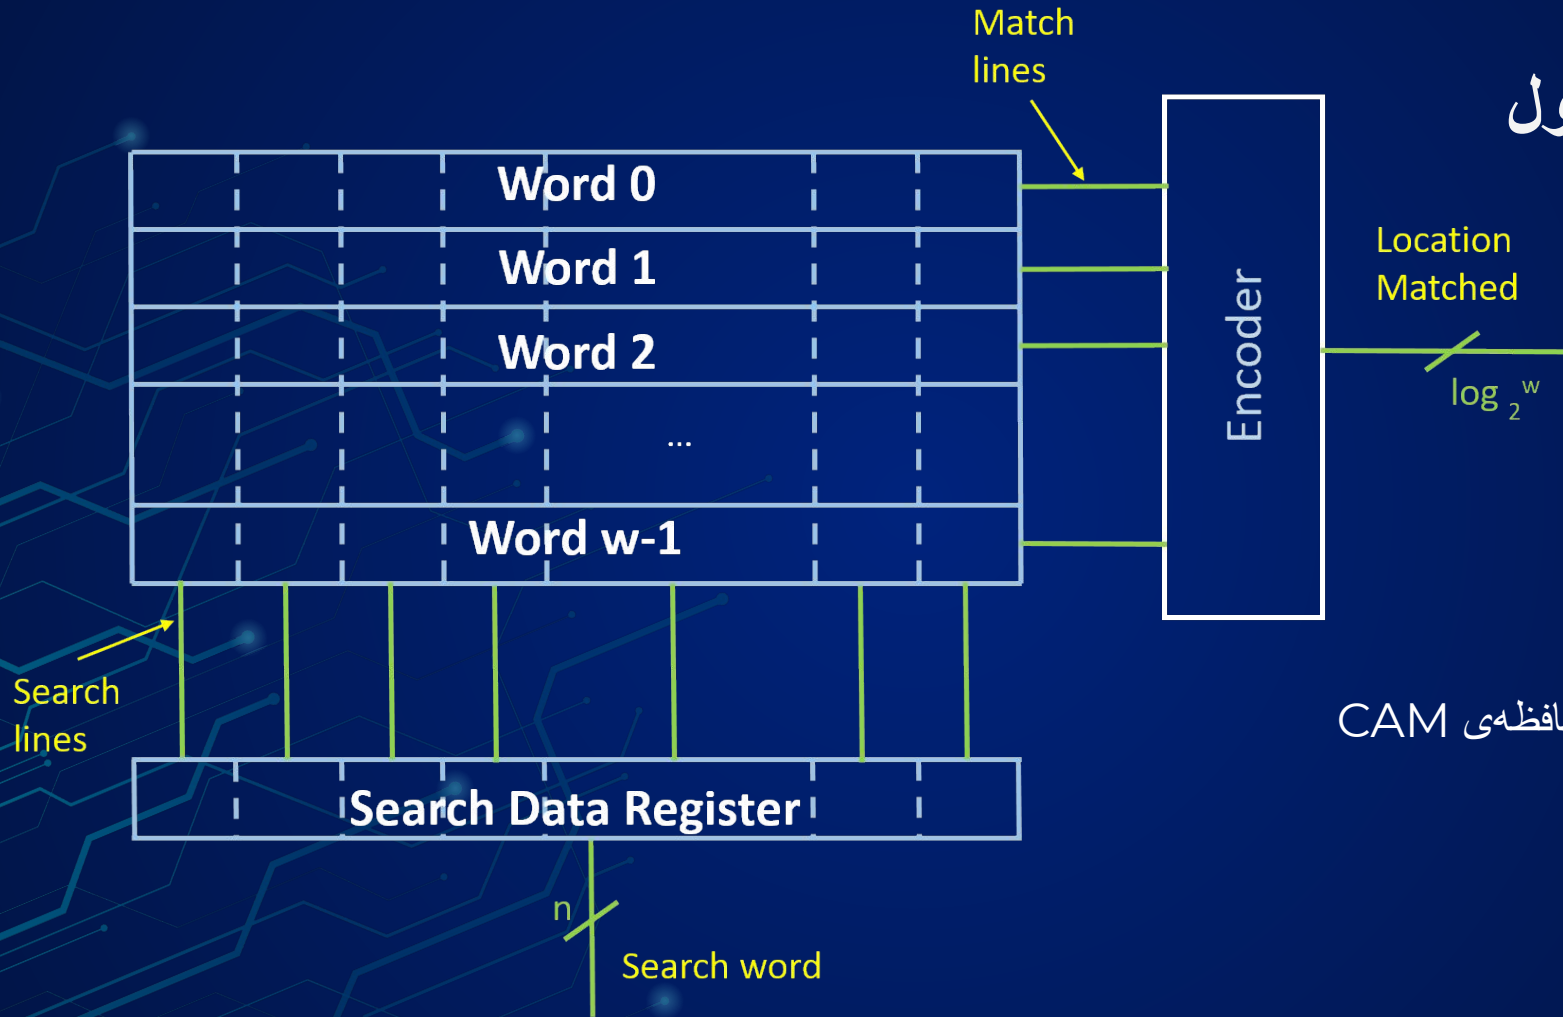 Match
lines
Word 0
Word 1
Word 2
...
Word w-1
Encoder
Location
Matched
log 2 w
Search
lines
CAM
Search Data Register
n
Search word